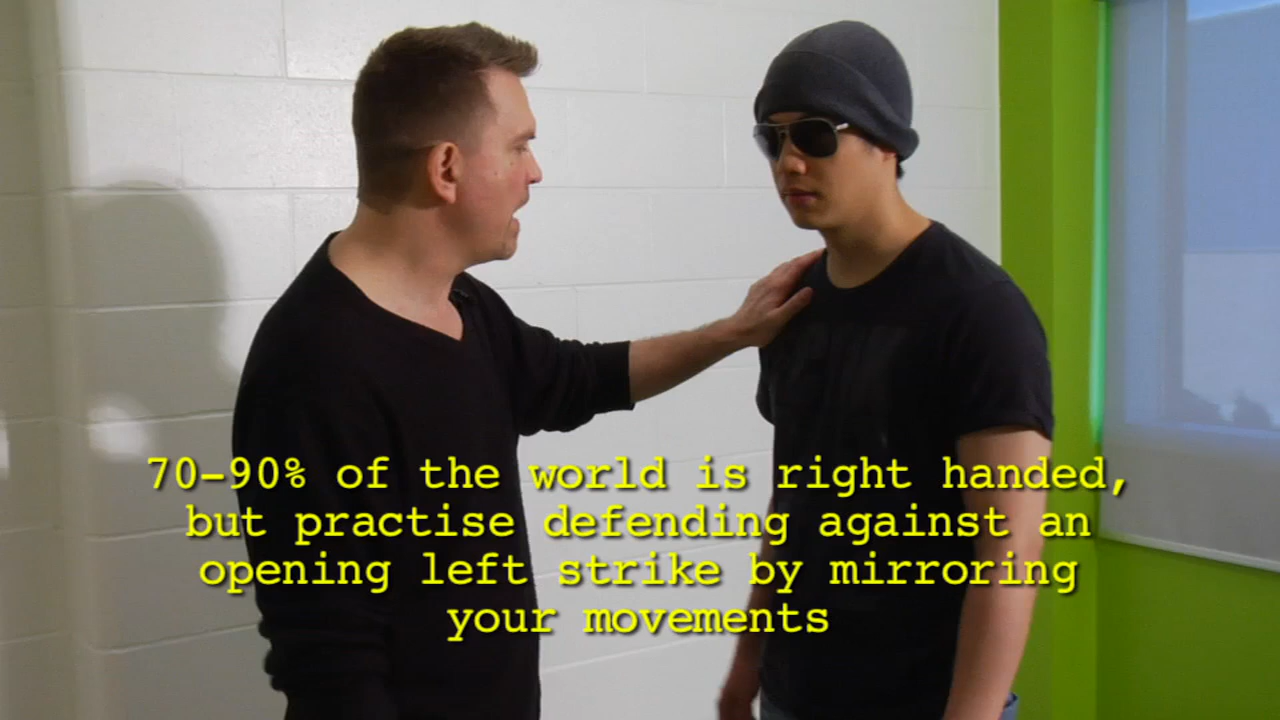 70-90% of the world is right handed,
but practise defending against an
opening left strike by mirroring
your movements